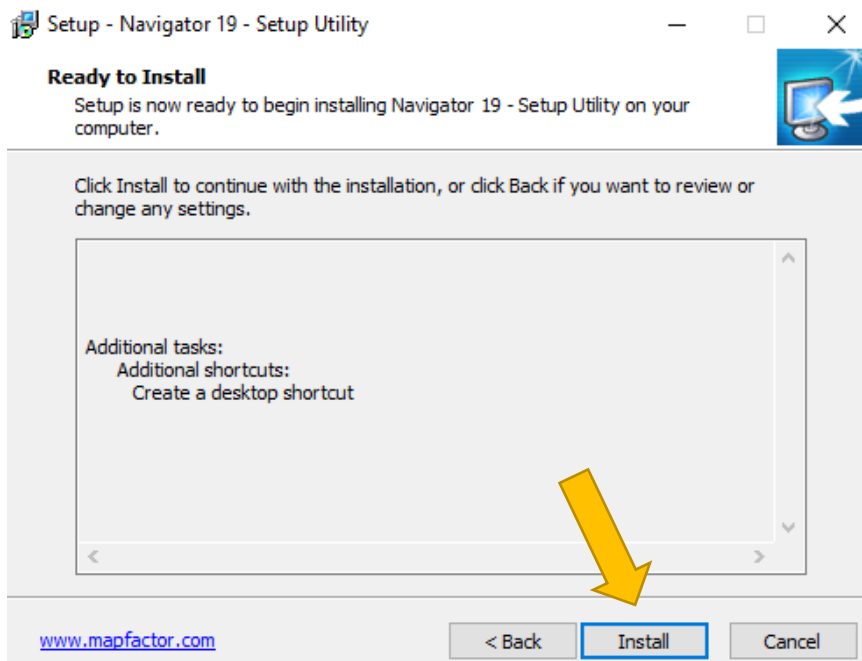 Setup - Navigator 19 - Setup Utility
Ready to Install
Setup is now ready to begin installing Navigator 19 - Setup Utility on your
computer.
Click Install to continue with the installation, or click Back if you want to review or
change any settings.
Additional tasks:
Additional shortcuts:
Create a desktop shortcut
www.mapfactor.com
< Back
Install
Cancel